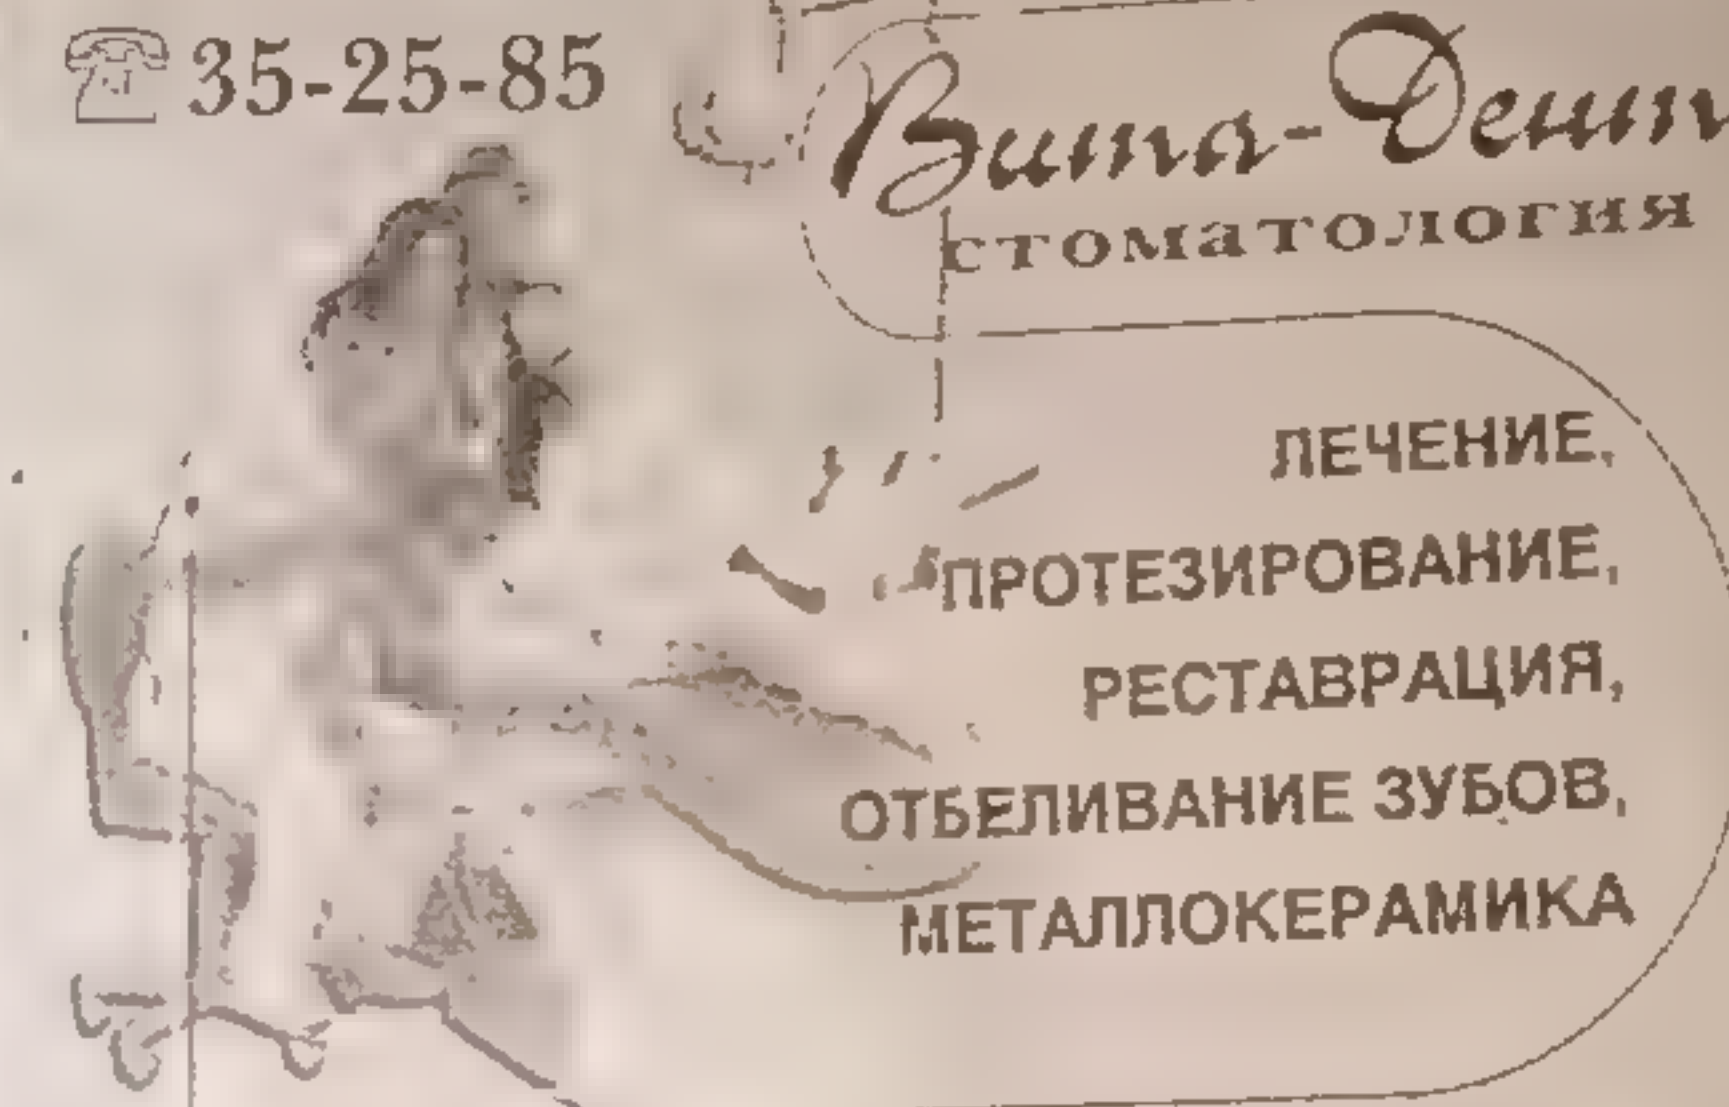 ☎ 35-25-85
Вита-Дент
стоматология
ЛЕЧЕНИЕ,
ПРОТЕЗИРОВАНИЕ,
РЕСТАВРАЦИЯ,
ОТБЕЛИВАНИЕ ЗУБОВ,
МЕТАЛЛОКЕРАМИКА